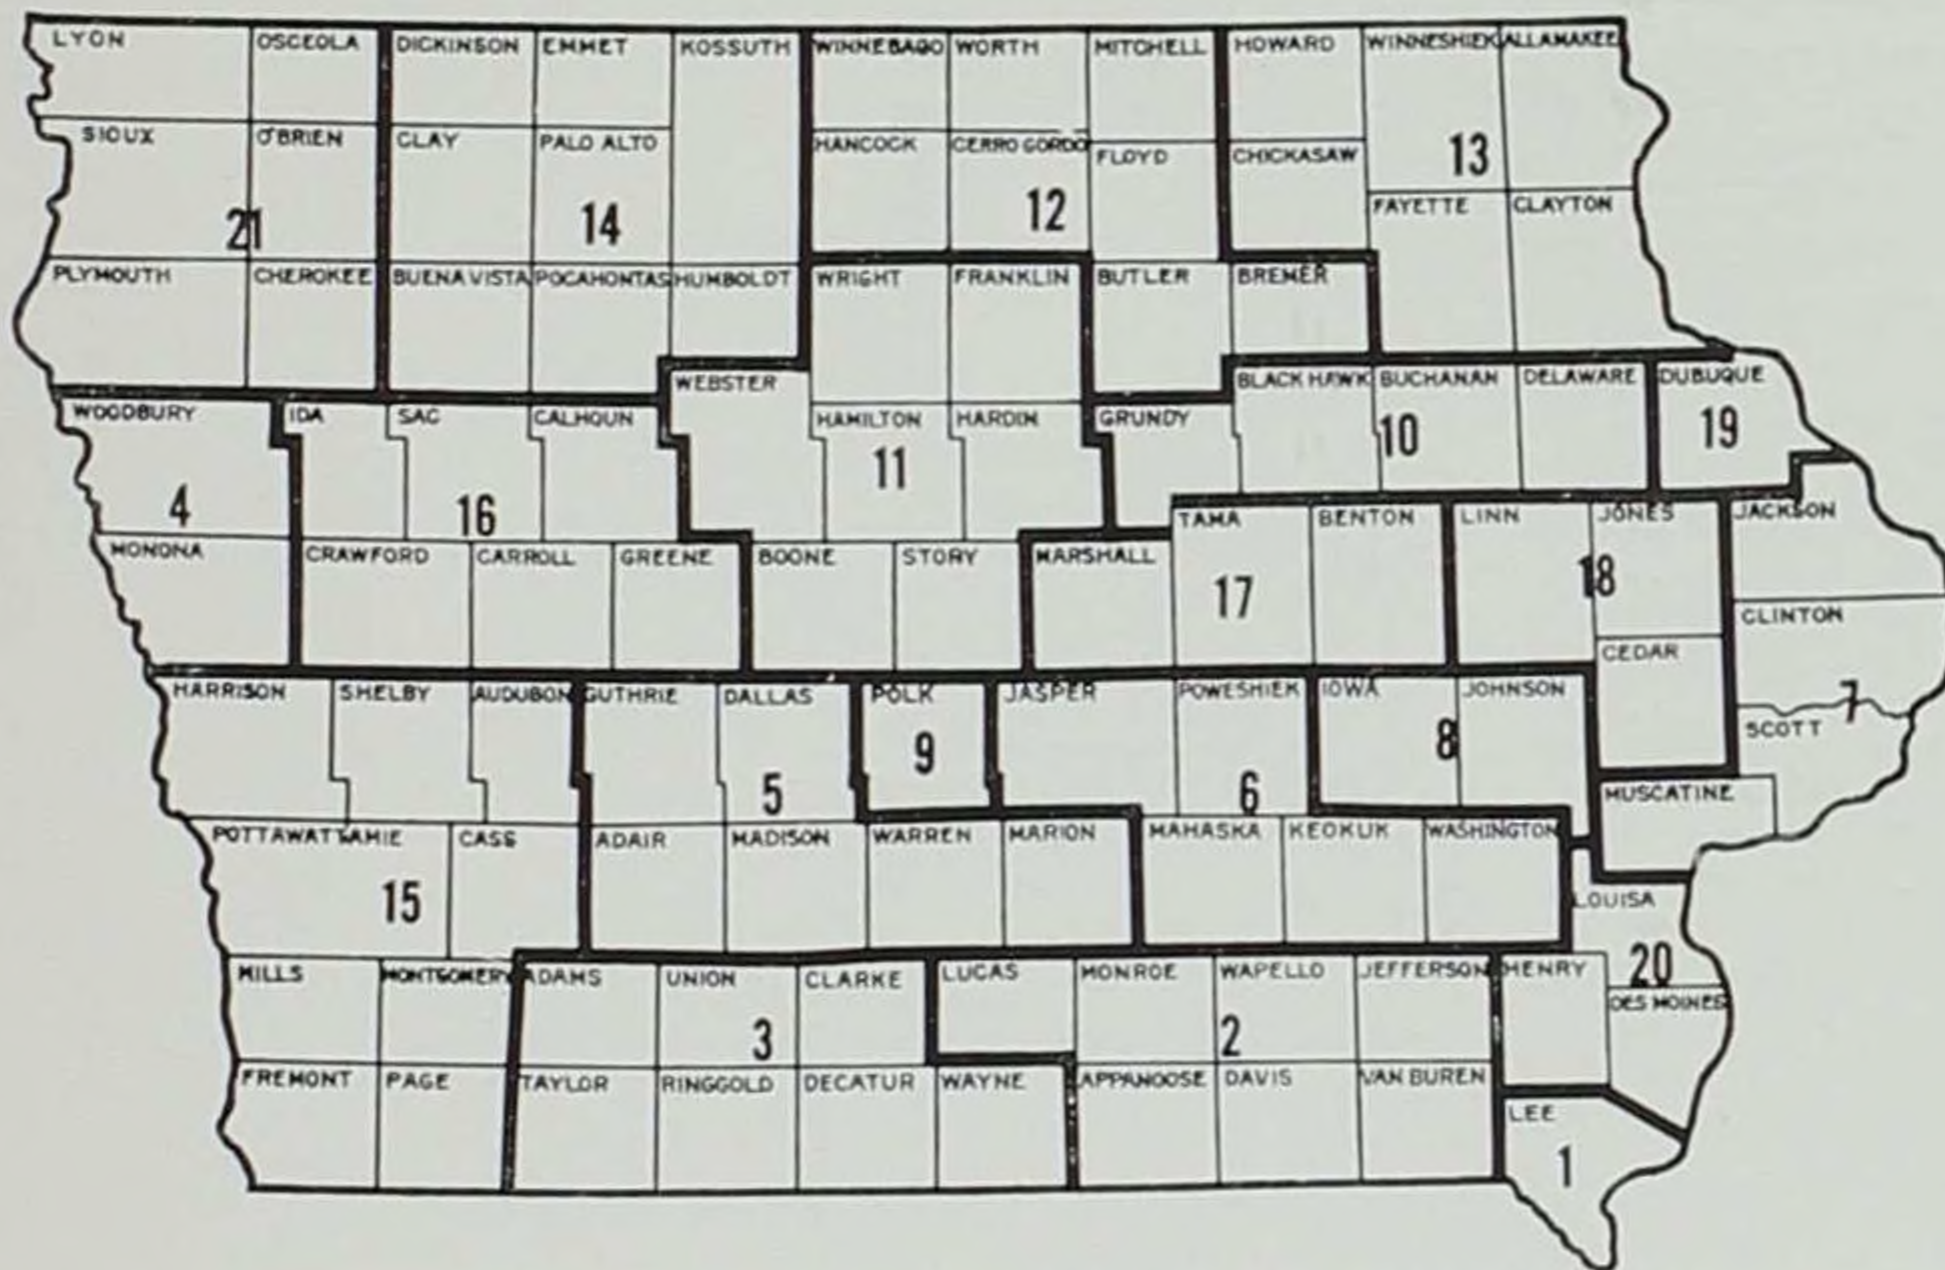 LYON OSCEOLA DICKINSON EMMET KOSSUTH WINNEBAGO WORTH MITCHELL HOWARD WINNESHIEK ALLAMAKEE
SIOUX O'BRIEN CLAY PALO ALTO HANCOCK CERRO GORDO FLOYD CHICKASAW 13
21 14 12 FAYETTE CLAYTON
PLYMOUTH CHEROKEE BUENA VISTA POCAHONTAS HUMBOLDT WRIGHT FRANKLIN BUTLER BREMER
WEBSTER BLACK HAWK BUCHANAN DELAWARE DUBUQUE
WOODBURY IDA SAC CALHOUN HAMILTON HARDIN GRUNDY 10 19
4 16 11
TAMA BENTON LINN JONES JACKSON
MONONA CRAWFORD CARROLL GREENE BOONE STORY MARSHALL 17 18
CLINTON
CEDAR
HARRISON SHELBY AUDUBON GUTHRIE DALLAS POLK JASPER POWESHIEK IOWA JOHNSON
7
SCOTT
5 9 6 8
MUSCATINE
POTTAWATTAMIE CASS ADAIR MADISON WARREN MARION MAHASKA KEOKUK WASHINGTON
15
LOUISA
MILLS MONTGOMERY ADAMS UNION CLARKE LUCAS MONROE WAPELLO JEFFERSON HENRY 20
DES MOINES
3 2
FREMONT PAGE TAYLOR RINGGOLD DECATUR WAYNE APPANOOSE DAVIS VAN BUREN
LEE
1